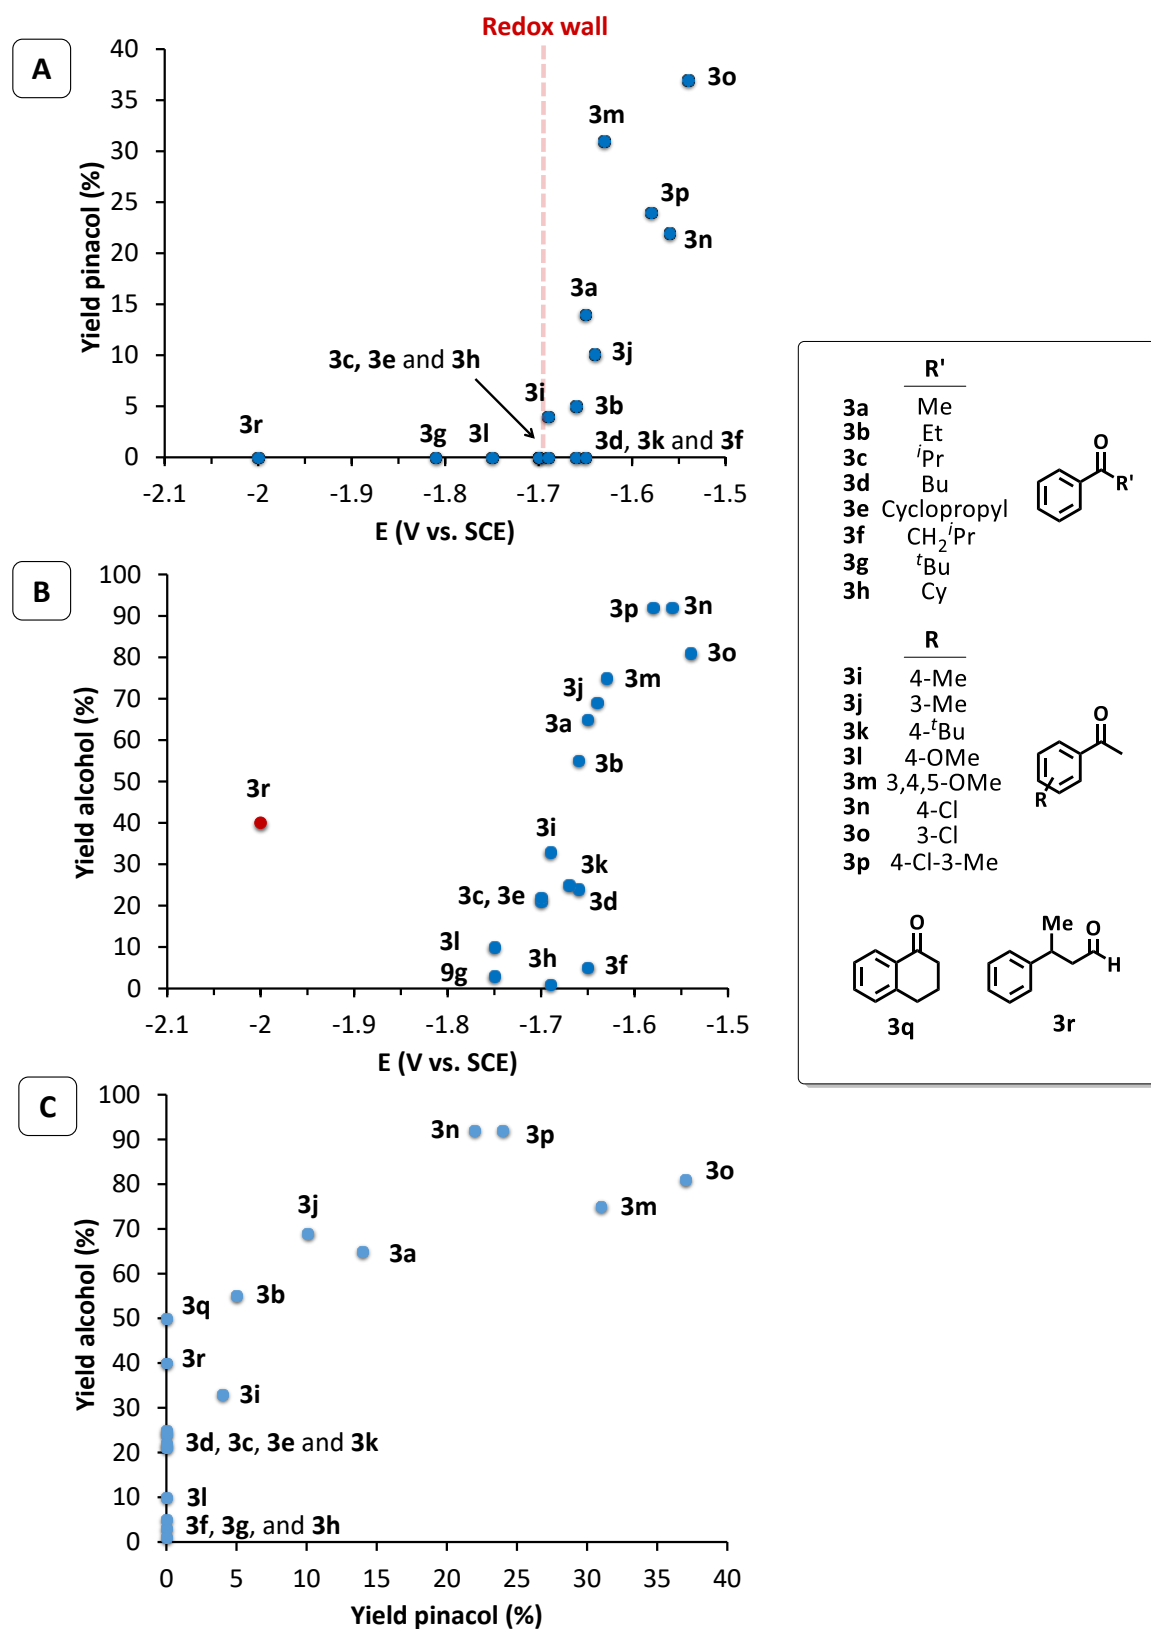 Redox wall
A
40
35
30
25
20
15
10
5
0
Yield pinacol (%)
3o
3m
3p
3n
3a
3j
3c, 3e and 3h
3i
3b
3r
3g
3l
3d, 3k and 3f
-2.1 -2 -1.9 -1.8 -1.7 -1.6 -1.5
E (V vs. SCE)
B
100
90
80
70
60
50
40
30
20
10
0
Yield alcohol (%)
3p
3n
3o
3m
3j
3a
3b
3r
3i
3k
3c, 3e
3d
3l
3h
3f
9g
-2.1 -2 -1.9 -1.8 -1.7 -1.6 -1.5
E (V vs. SCE)
C
100
90
80
70
60
50
40
30
20
10
0
Yield alcohol (%)
3n
3p
3o
3j
3m
3a
3q
3b
3r
3i
3d, 3c, 3e and 3k
3l
3f, 3g, and 3h
0 5 10 15 20 25 30 35 40
Yield pinacol (%)
R'
3a Me
3b Et
3c iPr
3d Bu
3e Cyclopropyl
3f CH2iPr
3g tBu
3h Cy
O
R'
R
3i 4-Me
3j 3-Me
3k 4-tBu
3l 4-OMe
3m 3,4,5-OMe
3n 4-Cl
3o 3-Cl
3p 4-Cl-3-Me
O
R
O
3q
Me
O
H
3r